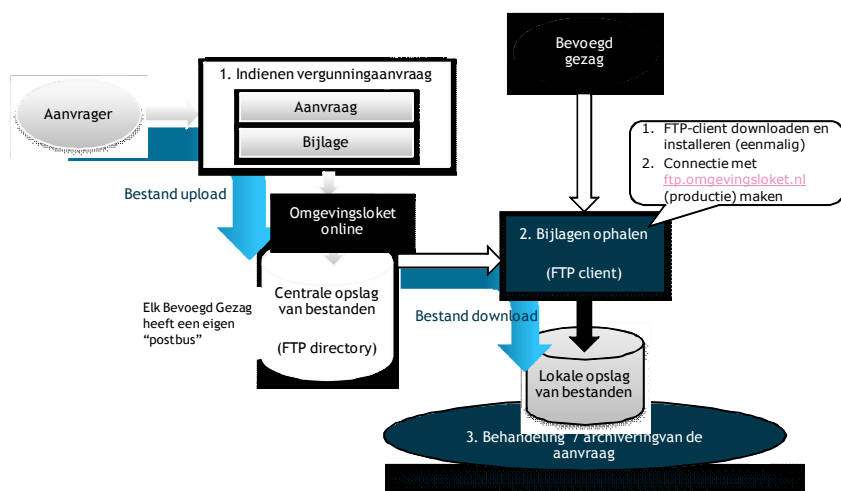 Bevoegd
gezag
1. Indienen vergunningaanvraag
Aanvrager
Aanvraag
Bijlage
1. FTP-client downloaden en
installeren (eenmalig)
2. Connectie met
ftp.omgevingsloket.nl
(productie) maken
Bestand upload
Omgevingsloket
online
2. Bijlagen ophalen
(FTP client)
Centrale opslag
van bestanden
(FTP directory)
Elk Bevoegd Gezag
heeft een eigen
“postbus”
Bestand download
Lokale opslag
van bestanden
3. Behandeling / archiveringvan de
aanvraag